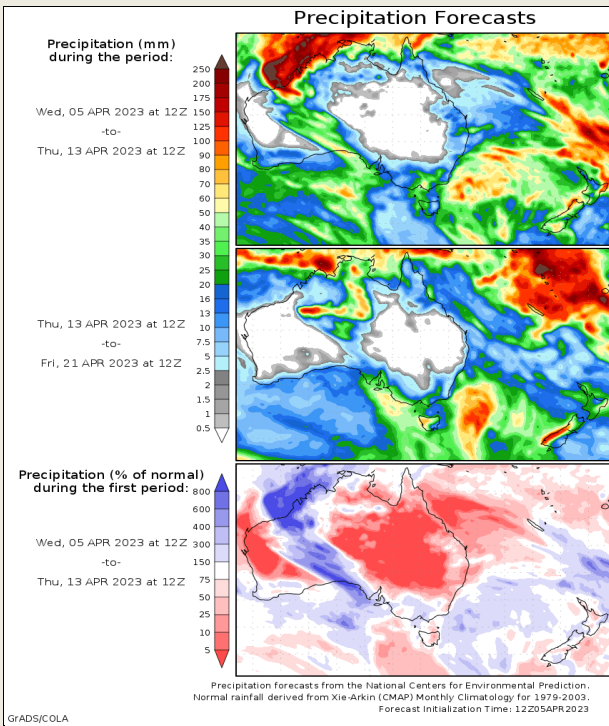 Precipitation Forecasts
Precipitation (mm)
during the period:
Wed, 05 APR 2023 at 12Z
-to-
Thu, 13 APR 2023 at 12Z
250
200
175
150
125
100
90
80
70
60
50
40
35
30
25
20
16
13
10
7.5
5
2.5
2
1.5
1
0.5
Thu, 13 APR 2023 at 12Z
-to-
Fri, 21 APR 2023 at 12Z
Precipitation (% of normal)
during the first period:
Wed, 05 APR 2023 at 12Z
-to-
Thu, 13 APR 2023 at 12Z
800
600
400
300
150
75
50
25
10
5
Precipitation forecasts from the National Centers for Environmental Prediction.
Normal rainfall derived from Xie-Arkin (CMAP) Monthly Climatology for 1979-2003.
Forecast Initialization Time: 12Z05APR2023
GrADS/COLA